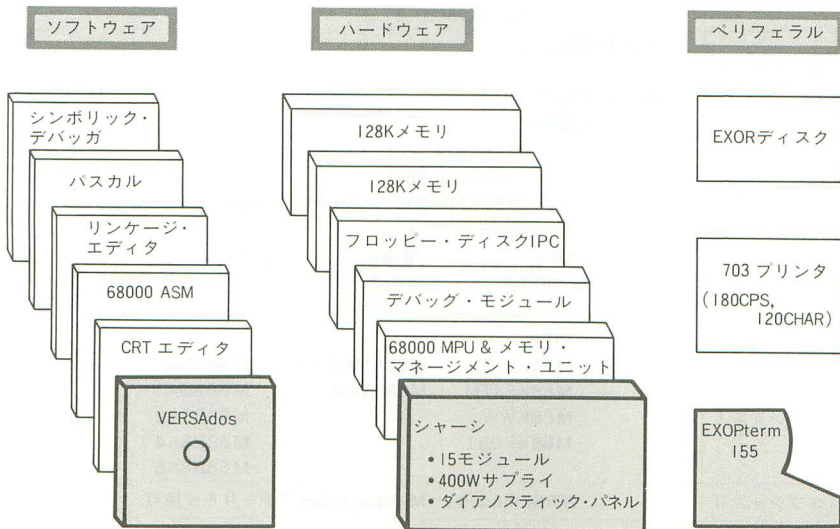 ソフトウェア
シンボリック・
デバッガ
パスカル
リンケージ・
エディタ
68000 ASM
CRT エディタ
VERSAdos
ハードウェア
128Kメモリ
128Kメモリ
フロッピー・ディスクIPC
デバッグ・モジュール
68000 MPU & メモリ・
マネージメント・ユニット
シャーシ
•15モジュール
•400Wサプライ
•ダイアノスティック・パネル
ペリフェラル
EXORディスク
703 プリンタ
(180CPS,
120CHAR)
EXOPterm
155